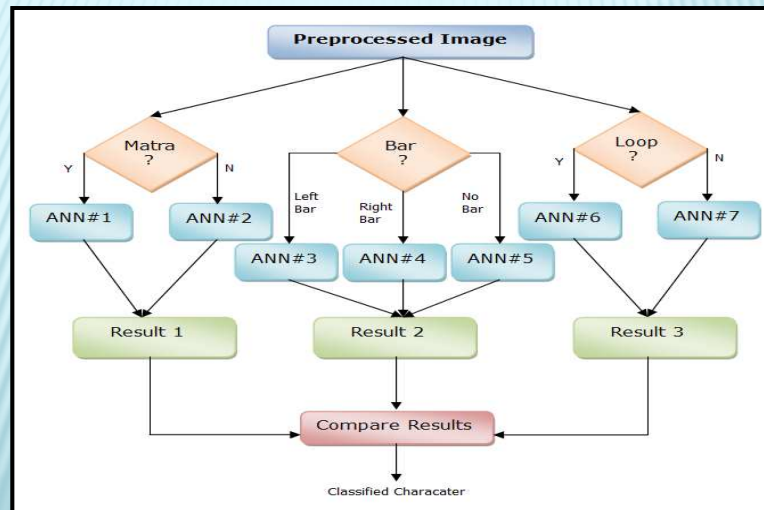 Preprocessed Image
Matra
?
Bar
?
Loop
?
Y
N
Left
Bar
Right
Bar
No
Bar
Y
N
ANN#1
ANN#2
ANN#3
ANN#4
ANN#5
ANN#6
ANN#7
Result 1
Result 2
Result 3
Compare Results
Classified Characater